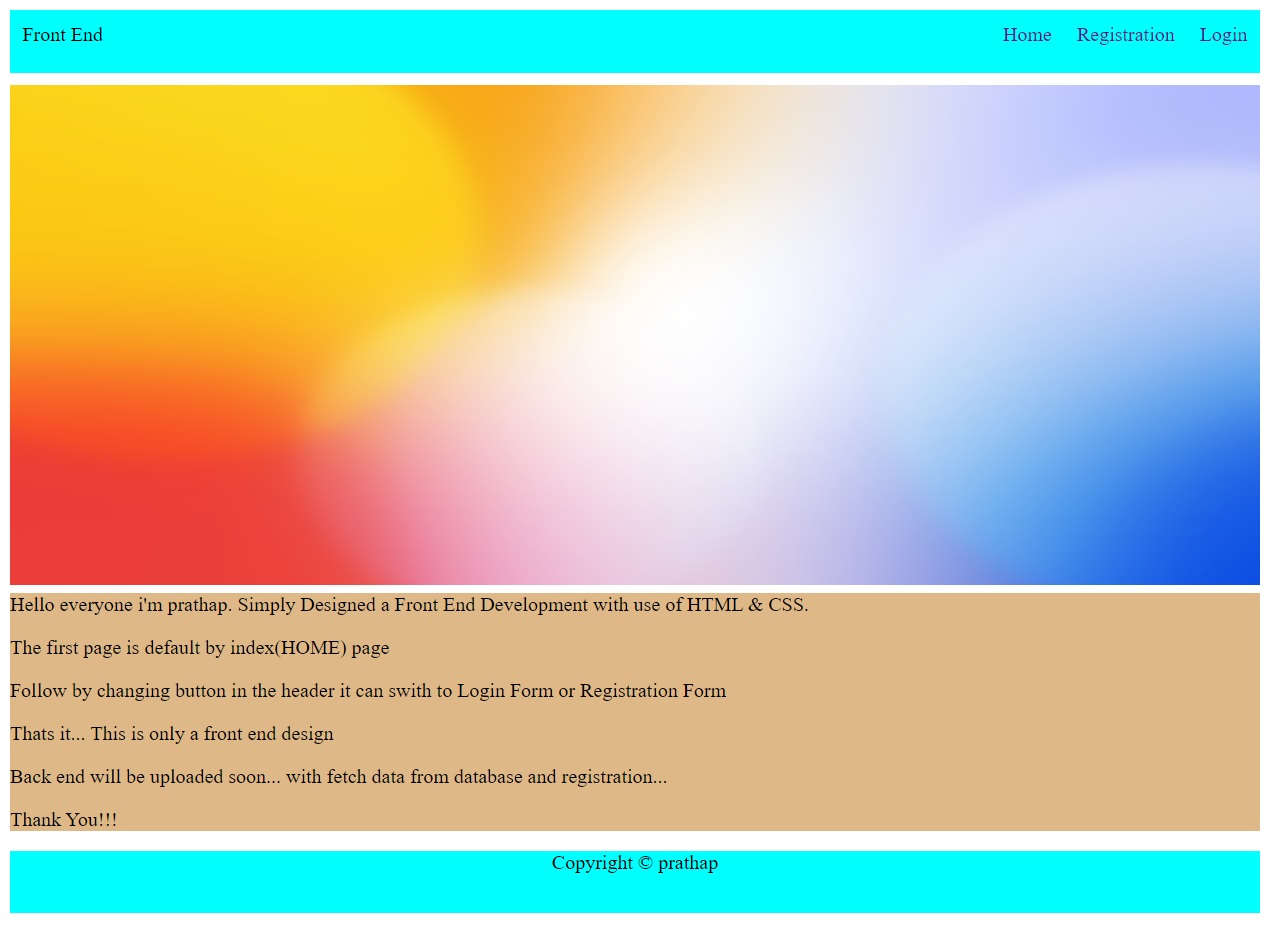 Front End Home Registration Login
Hello everyone i'm prathap. Simply Designed a Front End Development with use of HTML & CSS.
The first page is default by index(HOME) page
Follow by changing button in the header it can swith to Login Form or Registration Form
Thats it... This is only a front end design
Back end will be uploaded soon... with fetch data from database and registration...
Thank You!!!
Copyright © prathap